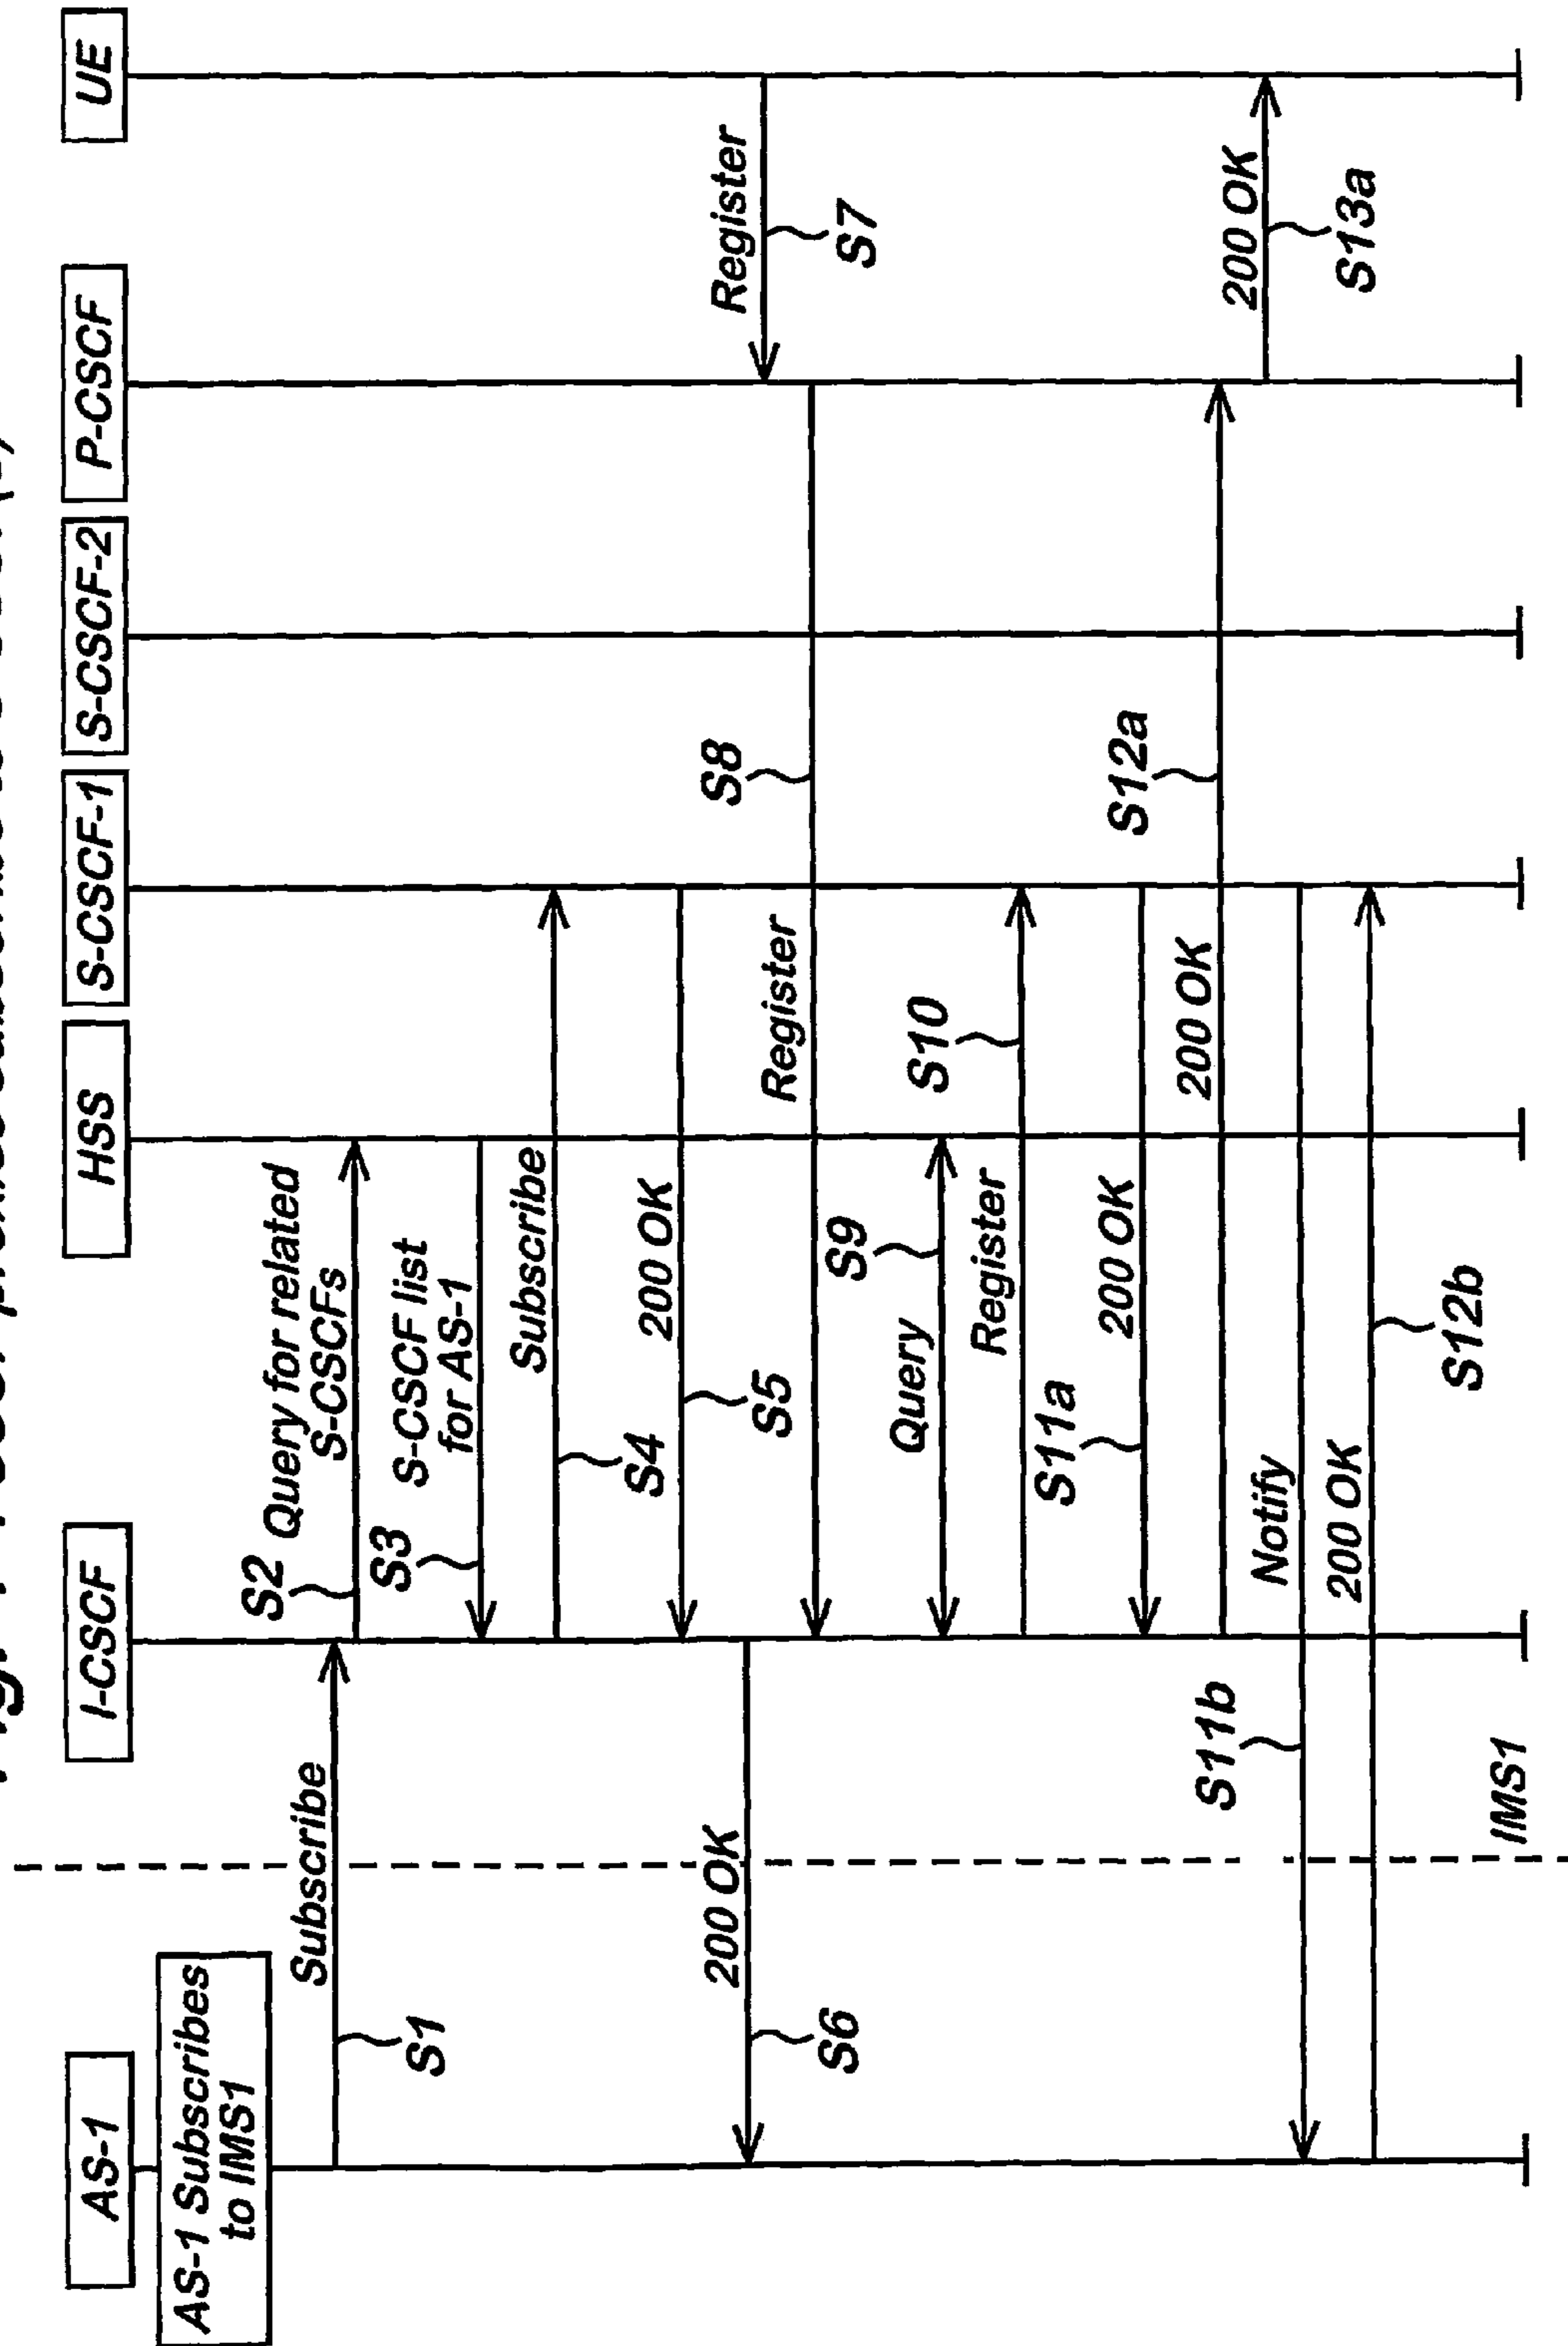 AS-1
I-CSCF
HSS
S-CSCF-1
S-CSCF-2
P-CSCF
UE
AS-1 Subscribes
to IMS1
Subscribe
S1
S2
Query for related
S-CSCFs
S3
S-CSCF list
for AS-1
Subscribe
S4
200 OK
S5
200 OK
S6
Register
S7
Register
S8
Query
S9
Register
S10
200 OK
S11a
200 OK
S12a
200 OK
S13a
Notify
S11b
200 OK
S12b
IMS1